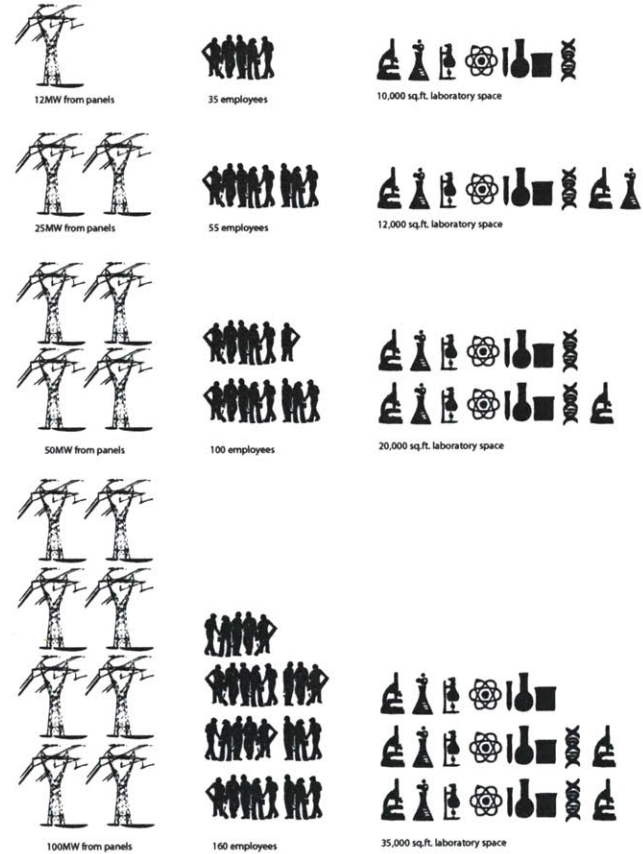 12MW from panels
35 employees
10,000 sq.ft. laboratory space
25MW from panels
55 employees
12,000 sq.ft. laboratory space
50MW from panels
100 employees
20,000 sq.ft. laboratory space
100MW from panels
160 employees
35,000 sq.ft. laboratory space